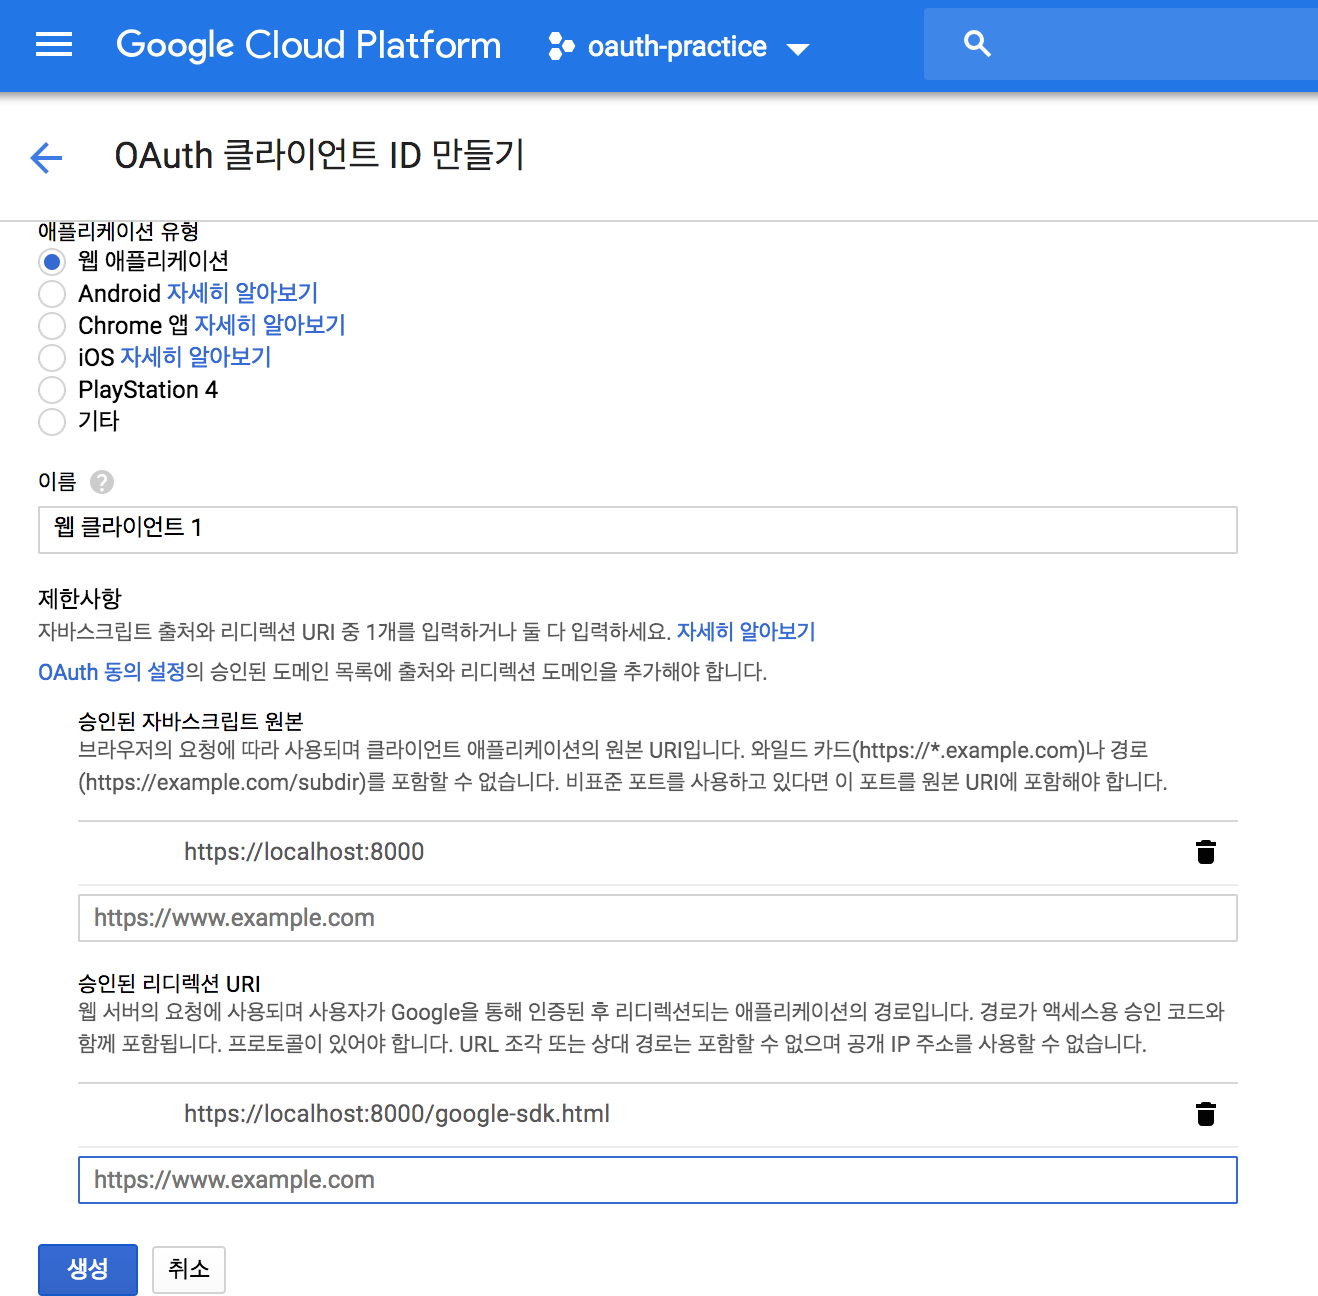 Google Cloud Platform oauth-practice
OAuth 클라이언트 ID 만들기
애플리케이션 유형
웹 애플리케이션
Android 자세히 알아보기
Chrome 앱 자세히 알아보기
iOS 자세히 알아보기
PlayStation 4
기타
이름 ?
웹 클라이언트 1
제한사항
자바스크립트 출처와 리디렉션 URI 중 1개를 입력하거나 둘 다 입력하세요. 자세히 알아보기
OAuth 동의 설정의 승인된 도메인 목록에 출처와 리디렉션 도메인을 추가해야 합니다.
승인된 자바스크립트 원본
브라우저의 요청에 따라 사용되며 클라이언트 애플리케이션의 원본 URI입니다. 와일드 카드(https://*.example.com)나 경로
(https://example.com/subdir)를 포함할 수 없습니다. 비표준 포트를 사용하고 있다면 이 포트를 원본 URI에 포함해야 합니다.
https://localhost:8000
https://www.example.com
승인된 리디렉션 URI
웹 서버의 요청에 사용되며 사용자가 Google을 통해 인증된 후 리디렉션되는 애플리케이션의 경로입니다. 경로가 액세스용 승인 코드와
함께 포함됩니다. 프로토콜이 있어야 합니다. URL 조각 또는 상대 경로는 포함할 수 없으며 공개 IP 주소를 사용할 수 없습니다.
https://localhost:8000/google-sdk.html
https://www.example.com
생성 취소